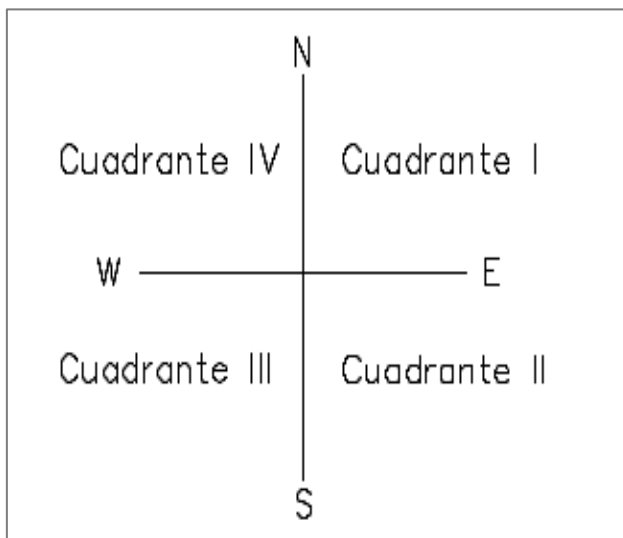 N
Cuadrante IV Cuadrante I
W E
Cuadrante III Cuadrante II
S